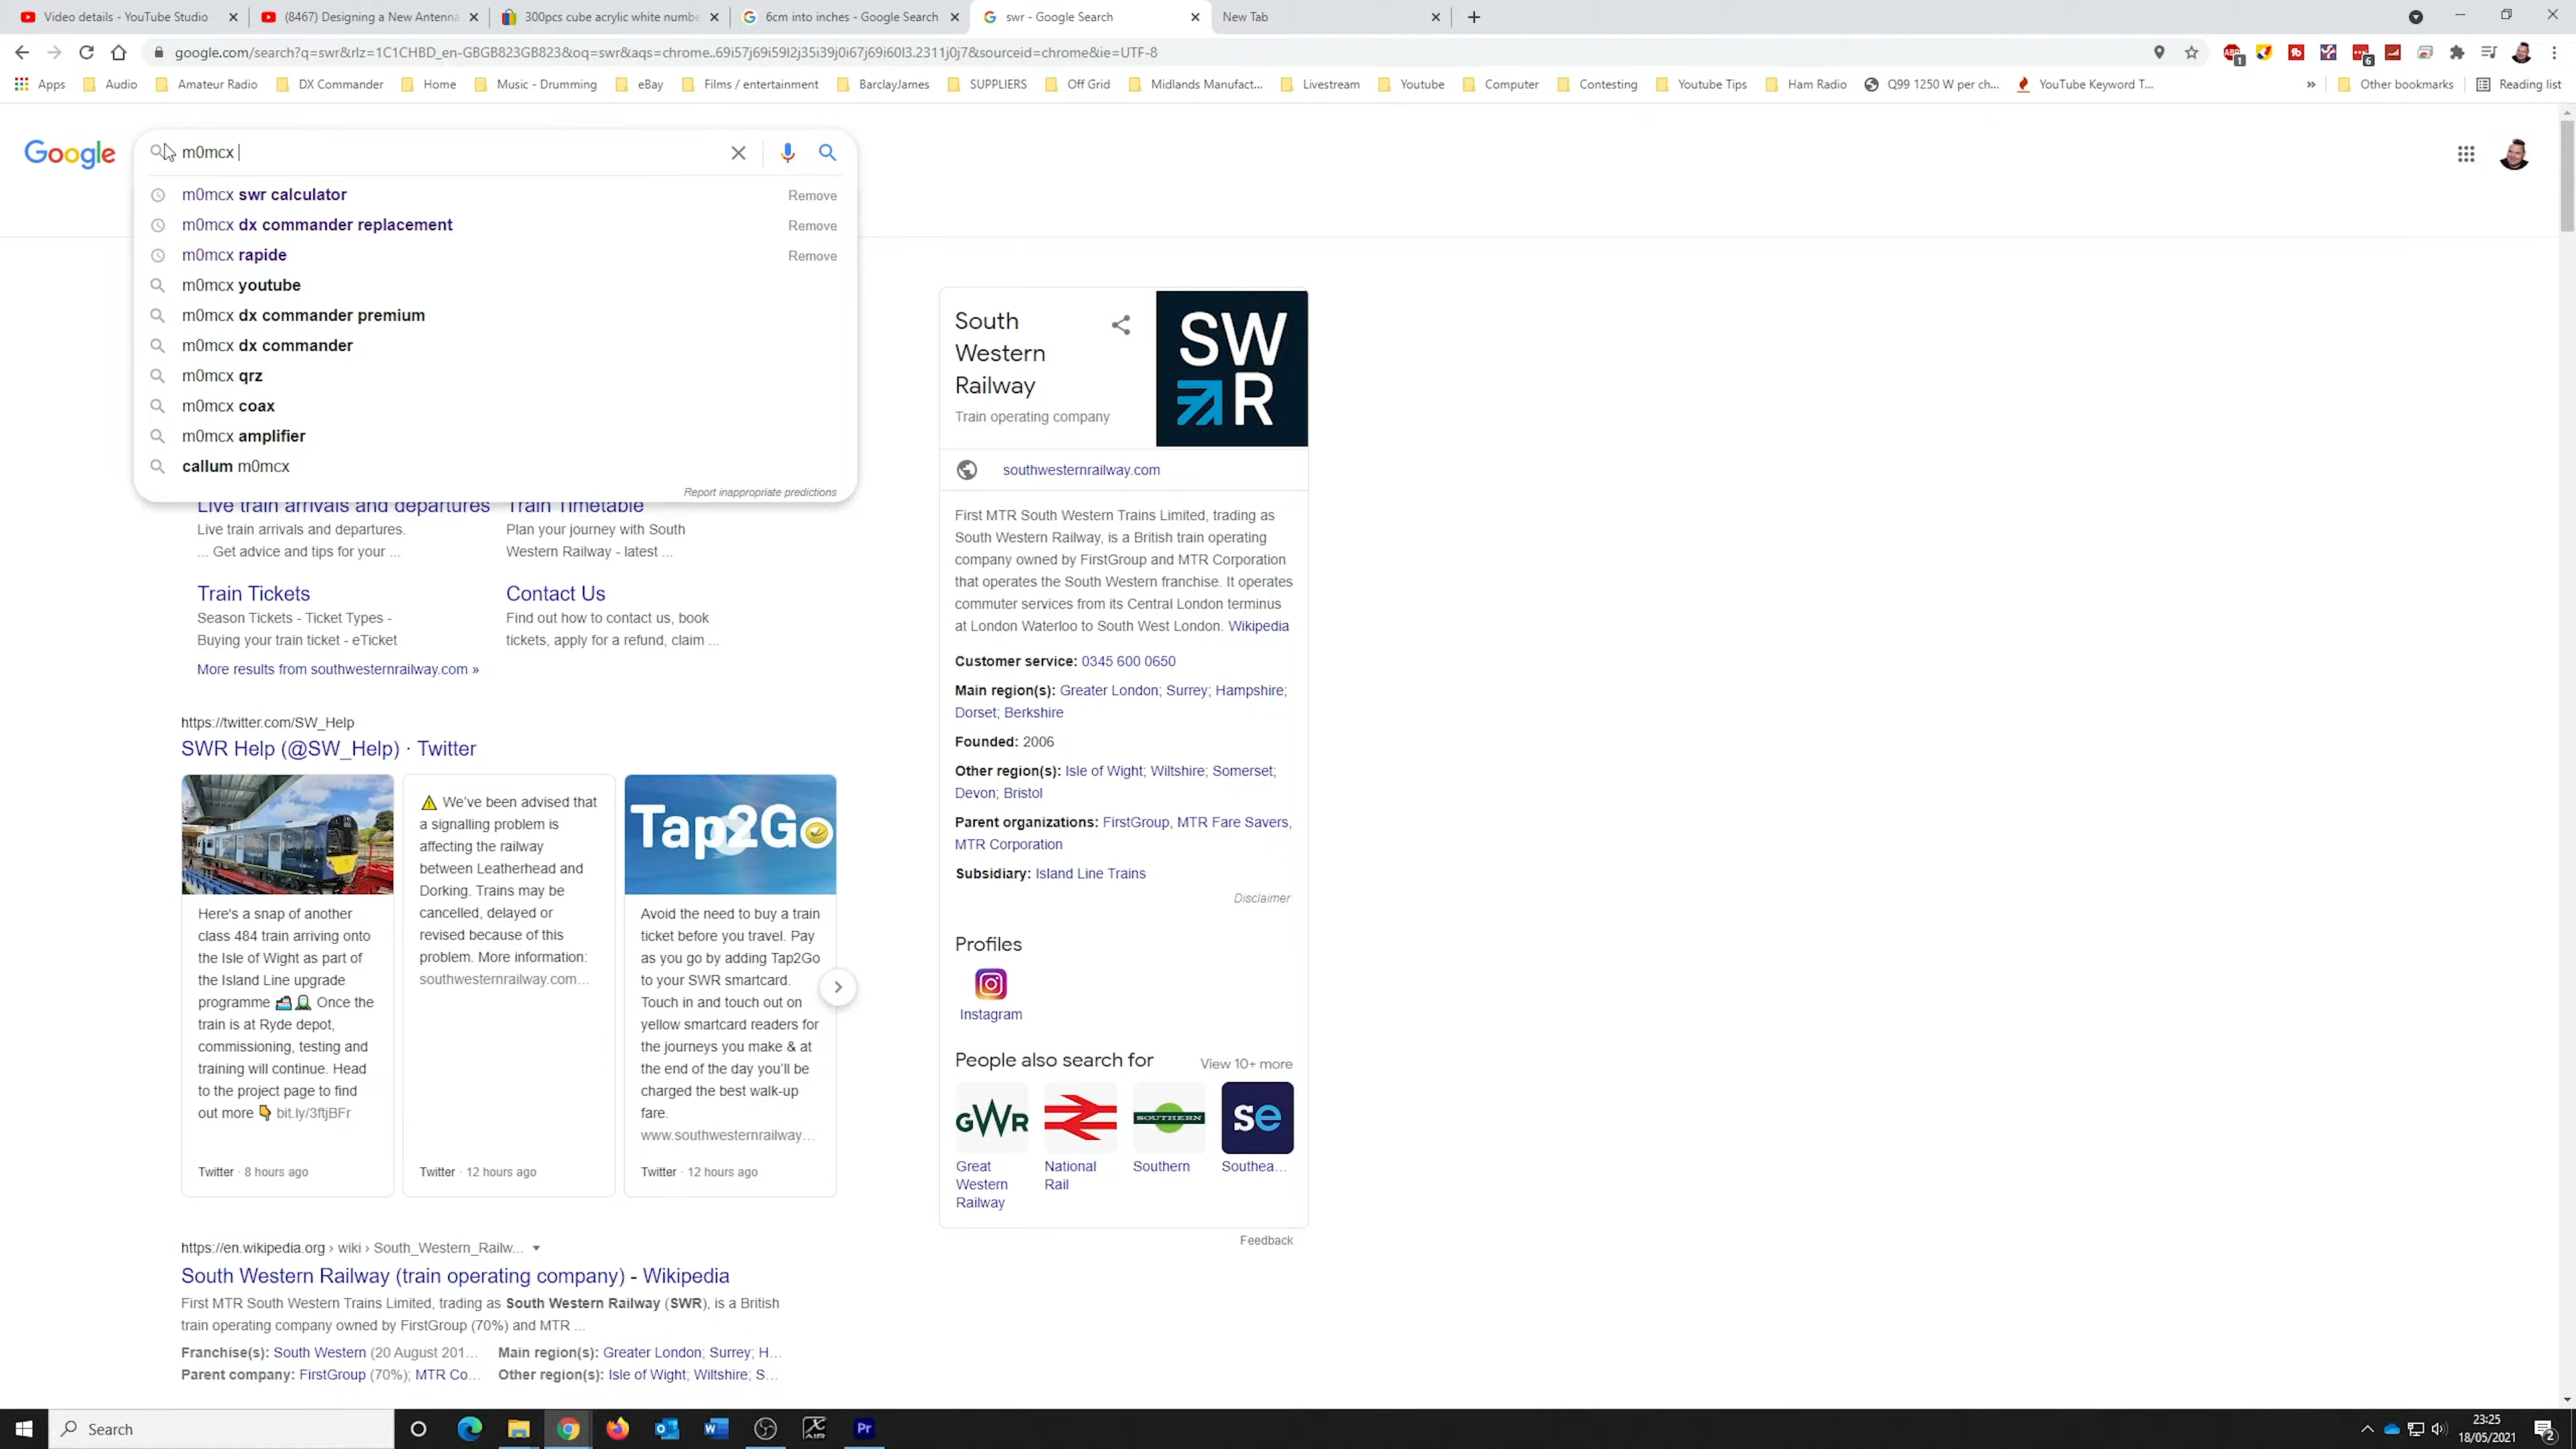 Video details - YouTube Studio
(8467) Designing a New Antenna
300pcs cube acrylic white numbe
6cm into inches - Google Search
swr - Google Search
New Tab
google.com/search?q=swr&rlz=1C1CHBD_en-GBGB823GB823&oq=swr&aqs=chrome..69i57j69i59l2j35i39j0i67j69i60l3.2311j0j7&sourceid=chrome&ie=UTF-8
Apps
Audio
Amateur Radio
DX Commander
Home
Music - Drumming
eBay
Films / entertainment
BarclayJames
SUPPLIERS
Off Grid
Midlands Manufact...
Livestream
Youtube
Computer
Contesting
Youtube Tips
Ham Radio
Q99 1250 W per ch...
YouTube Keyword T...
»
Other bookmarks
Reading list
Google
m0mcx
m0mcx swr calculator Remove
m0mcx dx commander replacement Remove
m0mcx rapide Remove
m0mcx youtube
m0mcx dx commander premium
m0mcx dx commander
m0mcx qrz
m0mcx coax
m0mcx amplifier
callum m0mcx
Report inappropriate predictions
Live train arrivals and departures
Live train arrivals and departures.
... Get advice and tips for your ...
Train Timetable
Plan your journey with South
Western Railway - latest ...
Train Tickets
Season Tickets - Ticket Types -
Buying your train ticket - eTicket
Contact Us
Find out how to contact us, book
tickets, apply for a refund, claim ...
More results from southwesternrailway.com »
https://twitter.com/SW_Help
SWR Help (@SW_Help) · Twitter
Here's a snap of another
class 484 train arriving onto
the Isle of Wight as part of
the Island Line upgrade
programme 🚈 🚇 Once the
train is at Ryde depot,
commissioning, testing and
training will continue. Head
to the project page to find
out more 👇 bit.ly/3ftjBFr
Twitter · 8 hours ago
⚠️ We've been advised that
a signalling problem is
affecting the railway
between Leatherhead and
Dorking. Trains may be
cancelled, delayed or
revised because of this
problem. More information:
southwesternrailway.com...
Twitter · 12 hours ago
Tap2Go
Avoid the need to buy a train
ticket before you travel. Pay
as you go by adding Tap2Go
to your SWR smartcard.
Touch in and touch out on
yellow smartcard readers for
the journeys you make & at
the end of the day you'll be
charged the best walk-up
fare.
www.southwesternrailway...
Twitter · 12 hours ago
https://en.wikipedia.org › wiki › South_Western_Railw...
South Western Railway (train operating company) - Wikipedia
First MTR South Western Trains Limited, trading as South Western Railway (SWR), is a British
train operating company owned by FirstGroup (70%) and MTR ...
Franchise(s): South Western (20 August 201...
Main region(s): Greater London; Surrey; H...
Parent company: FirstGroup (70%); MTR Co...
Other region(s): Isle of Wight; Wiltshire; S...
South
Western
Railway
Train operating company
SW
R
southwesternrailway.com
First MTR South Western Trains Limited, trading as
South Western Railway, is a British train operating
company owned by FirstGroup and MTR Corporation
that operates the South Western franchise. It operates
commuter services from its Central London terminus
at London Waterloo to South West London. Wikipedia
Customer service: 0345 600 0650
Main region(s): Greater London; Surrey; Hampshire;
Dorset; Berkshire
Founded: 2006
Other region(s): Isle of Wight; Wiltshire; Somerset;
Devon; Bristol
Parent organizations: FirstGroup, MTR Fare Savers,
MTR Corporation
Subsidiary: Island Line Trains
Disclaimer
Profiles
Instagram
People also search for
View 10+ more
GWR
SOUTHERN
se
Great
Western
Railway
National
Rail
Southern
Southea...
Feedback
Search
AIR
Pr
23:25
18/05/2021
2